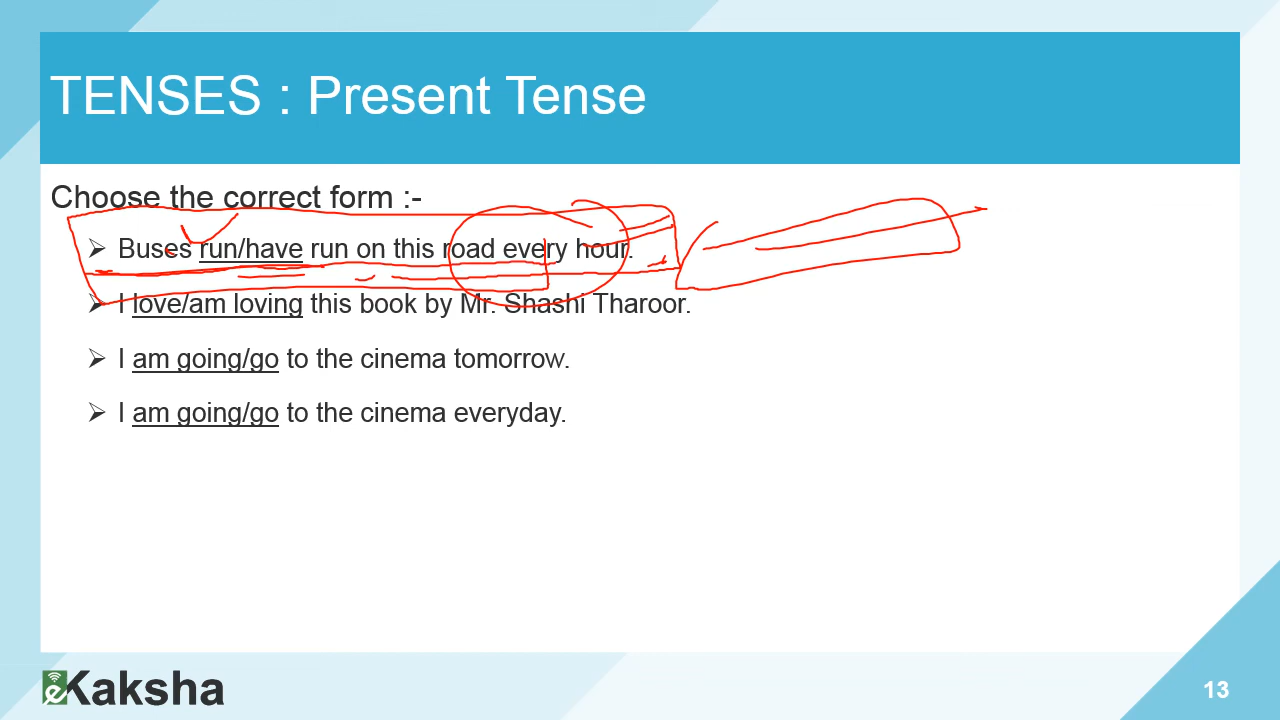 TENSES : Present Tense
Choose the correct form :-
➢ Buses run/have run on this road every hour.
➢ I love/am loving this book by Mr. Shashi Tharoor.
➢ I am going/go to the cinema tomorrow.
➢ I am going/go to the cinema everyday.
eKaksha
13